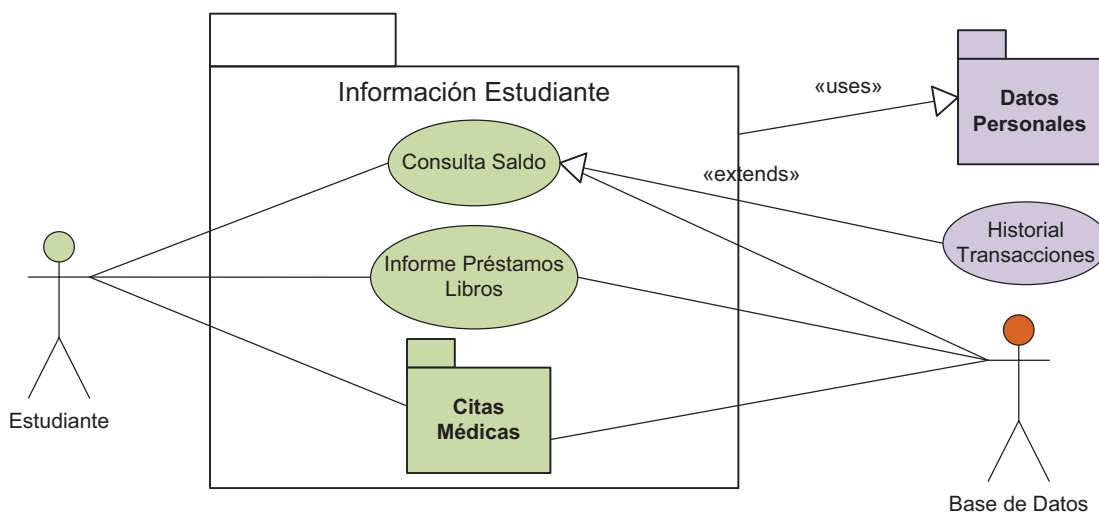 Información Estudiante
«uses»
Datos
Personales
Consulta Saldo
«extends»
Historial
Transacciones
Informe Préstamos
Libros
Citas
Médicas
Estudiante
Base de Datos